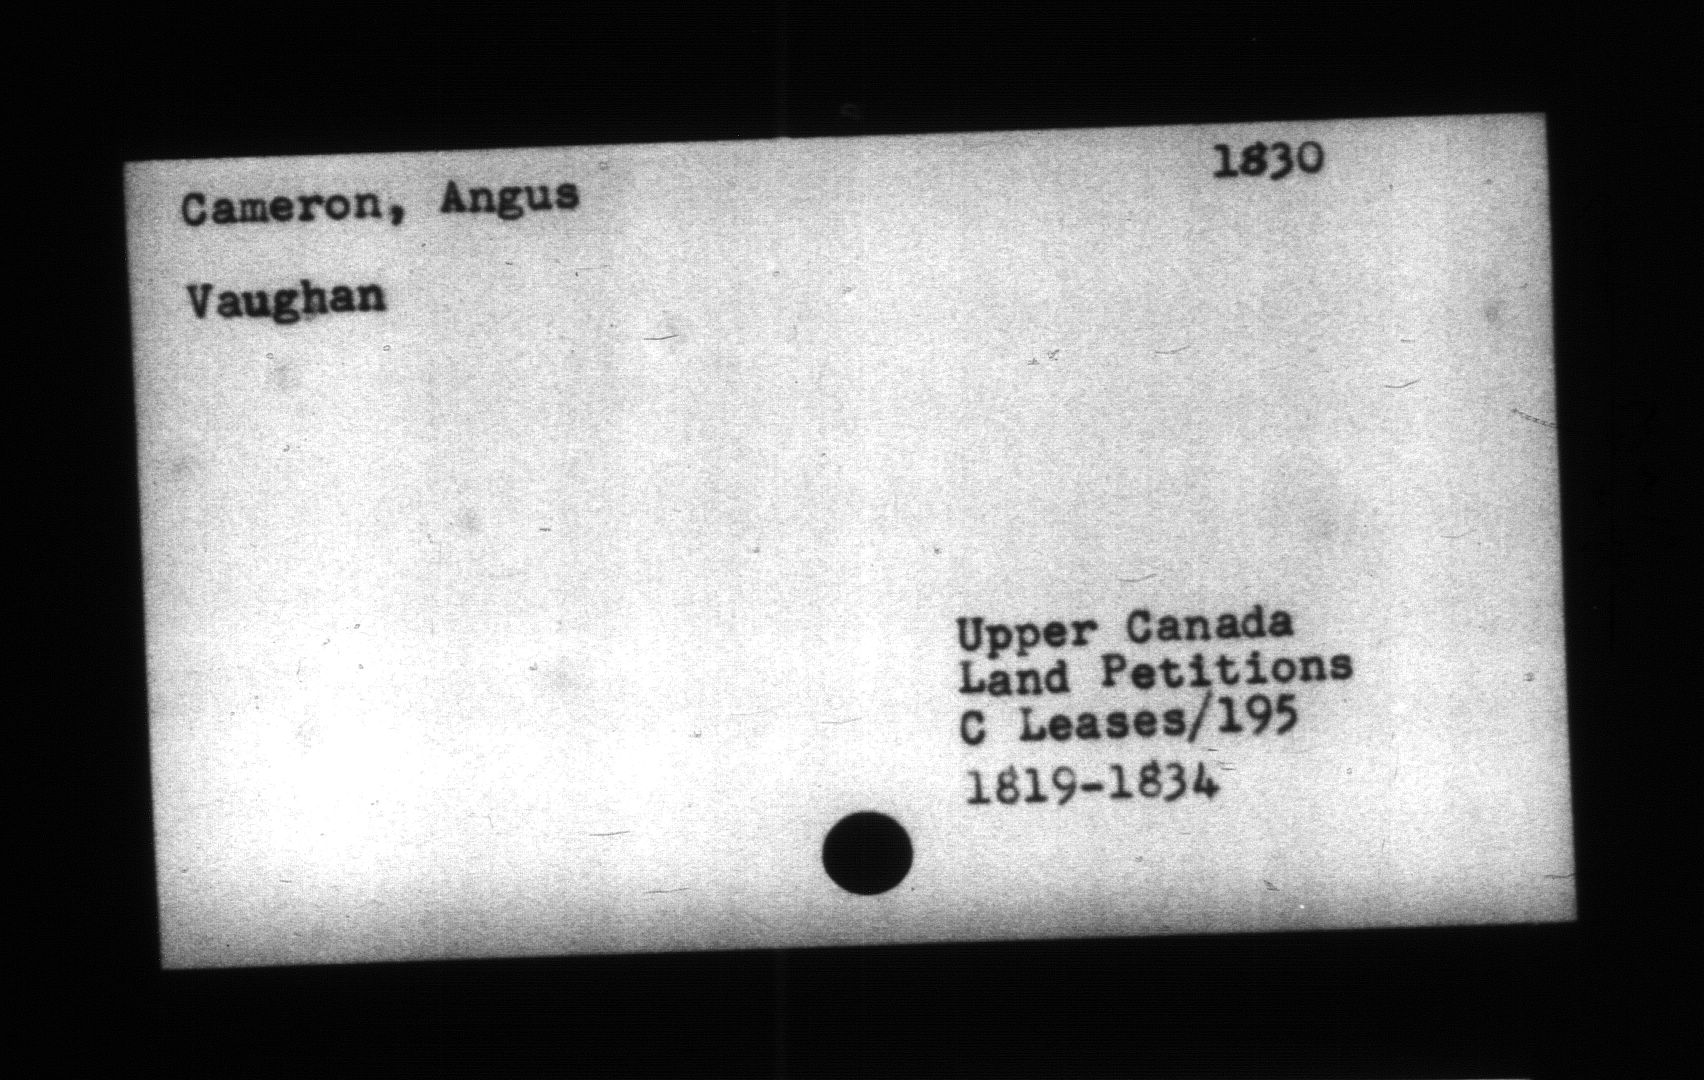 Cameron, Angus 1830
Vaughan
Upper Canada
Land Petitions
C Leases/195
1819-1834